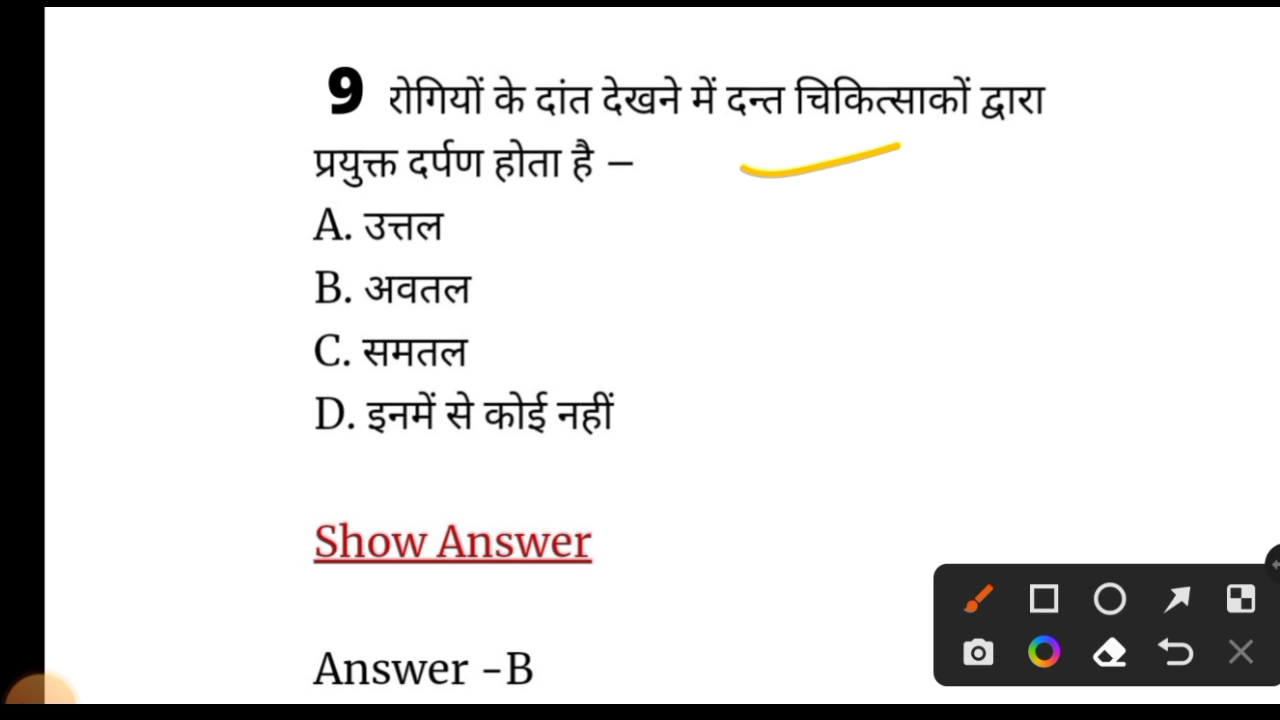 9 रोगियों के दांत देखने में दन्त चिकित्साकों द्वारा
प्रयुक्त दर्पण होता है –
A. उत्तल
B. अवतल
C. समतल
D. इनमें से कोई नहीं
Show Answer
Answer -B